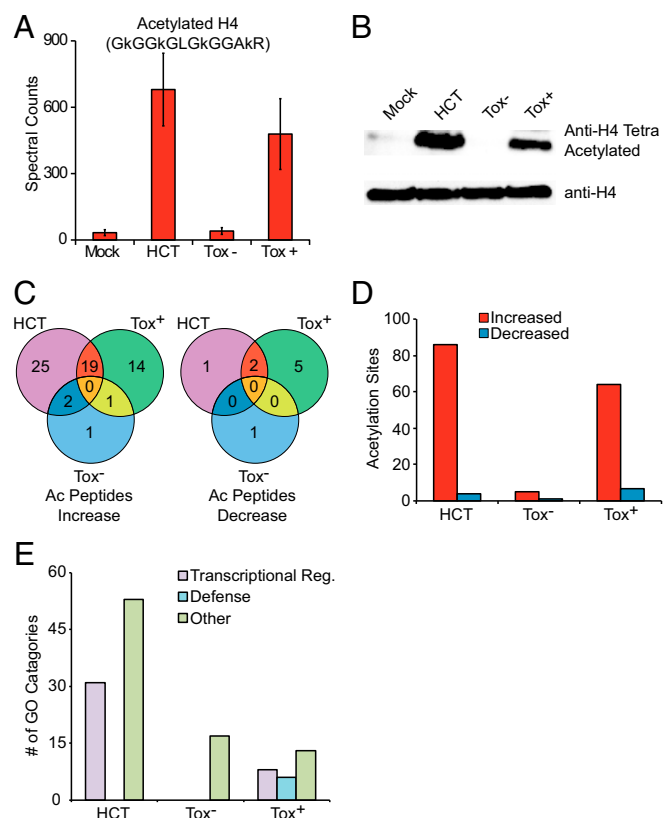 A
Acetylated H4
(GkGGkGLGkGGAkR)
Spectral Counts
900
600
300
0
Mock
HCT
Tox -
Tox +
B
Mock
HCT
Tox-
Tox+
Anti-H4 Tetra
Acetylated
anti-H4
C
HCT
Tox+
25
19
14
0
2
1
1
Tox-
Ac Peptides
Increase
HCT
Tox+
1
2
5
0
0
0
1
Tox-
Ac Peptides
Decrease
D
Increased
Decreased
Acetylation Sites
100
80
60
40
20
0
HCT
Tox-
Tox+
E
Transcriptional Reg.
Defense
Other
# of GO Catagories
60
45
30
15
0
HCT
Tox-
Tox+